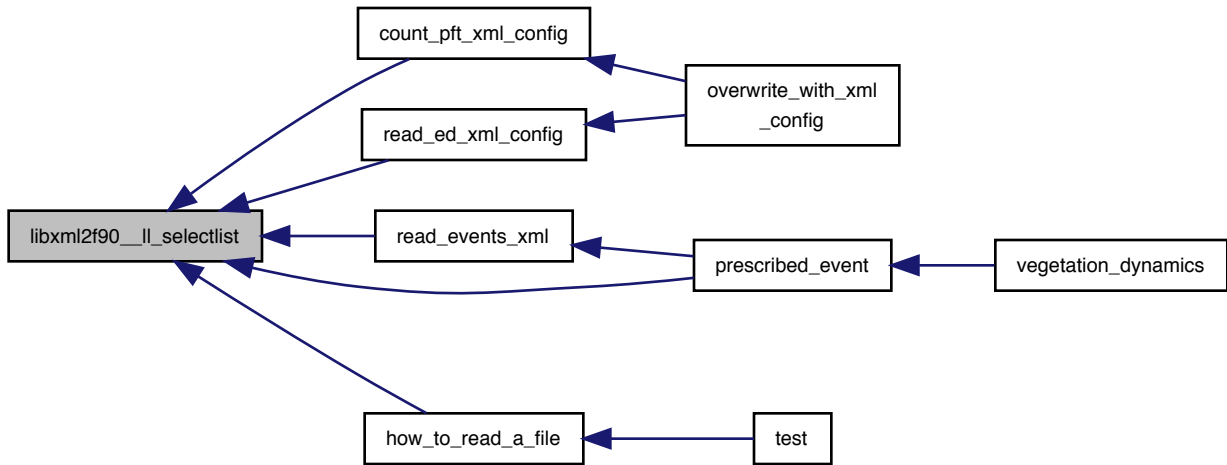 count_pft_xml_config
overwrite_with_xml
_config
read_ed_xml_config
libxml2f90__ll_selectlist
read_events_xml
prescribed_event
vegetation_dynamics
how_to_read_a_file
test